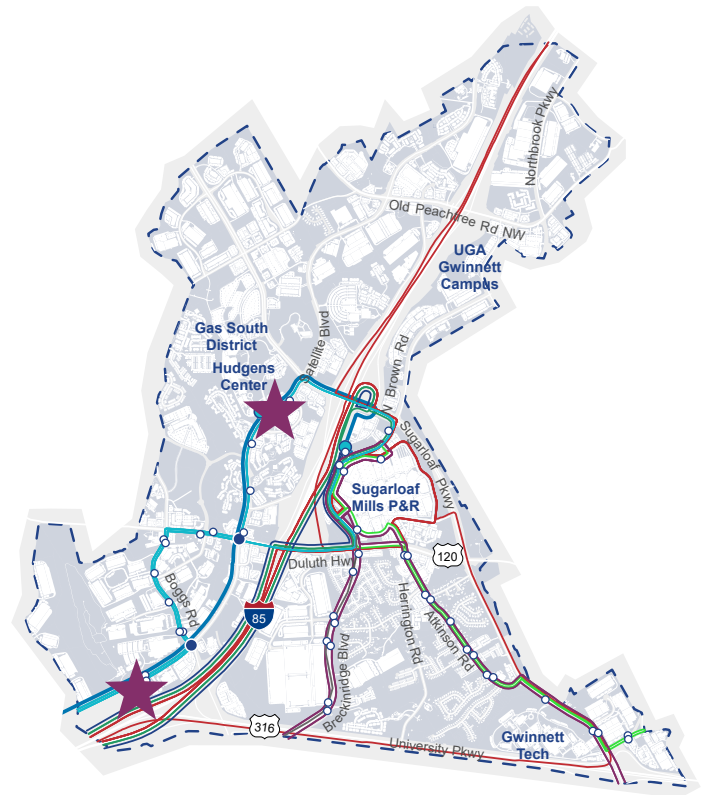 Northbrook Pkwy
Old Peachtree Rd NW
UGA
Gwinnett
Campus
Gas South
District
Satellite Blvd
Hudgens
Center
N Brown Rd
Sugarloaf Pkwy
Sugarloaf
Mills P&R
120
Duluth Hwy
Boggs Rd
85
Herrington Rd
Atkinson Rd
Breckinridge Blvd
316
University Pkwy
Gwinnett
Tech